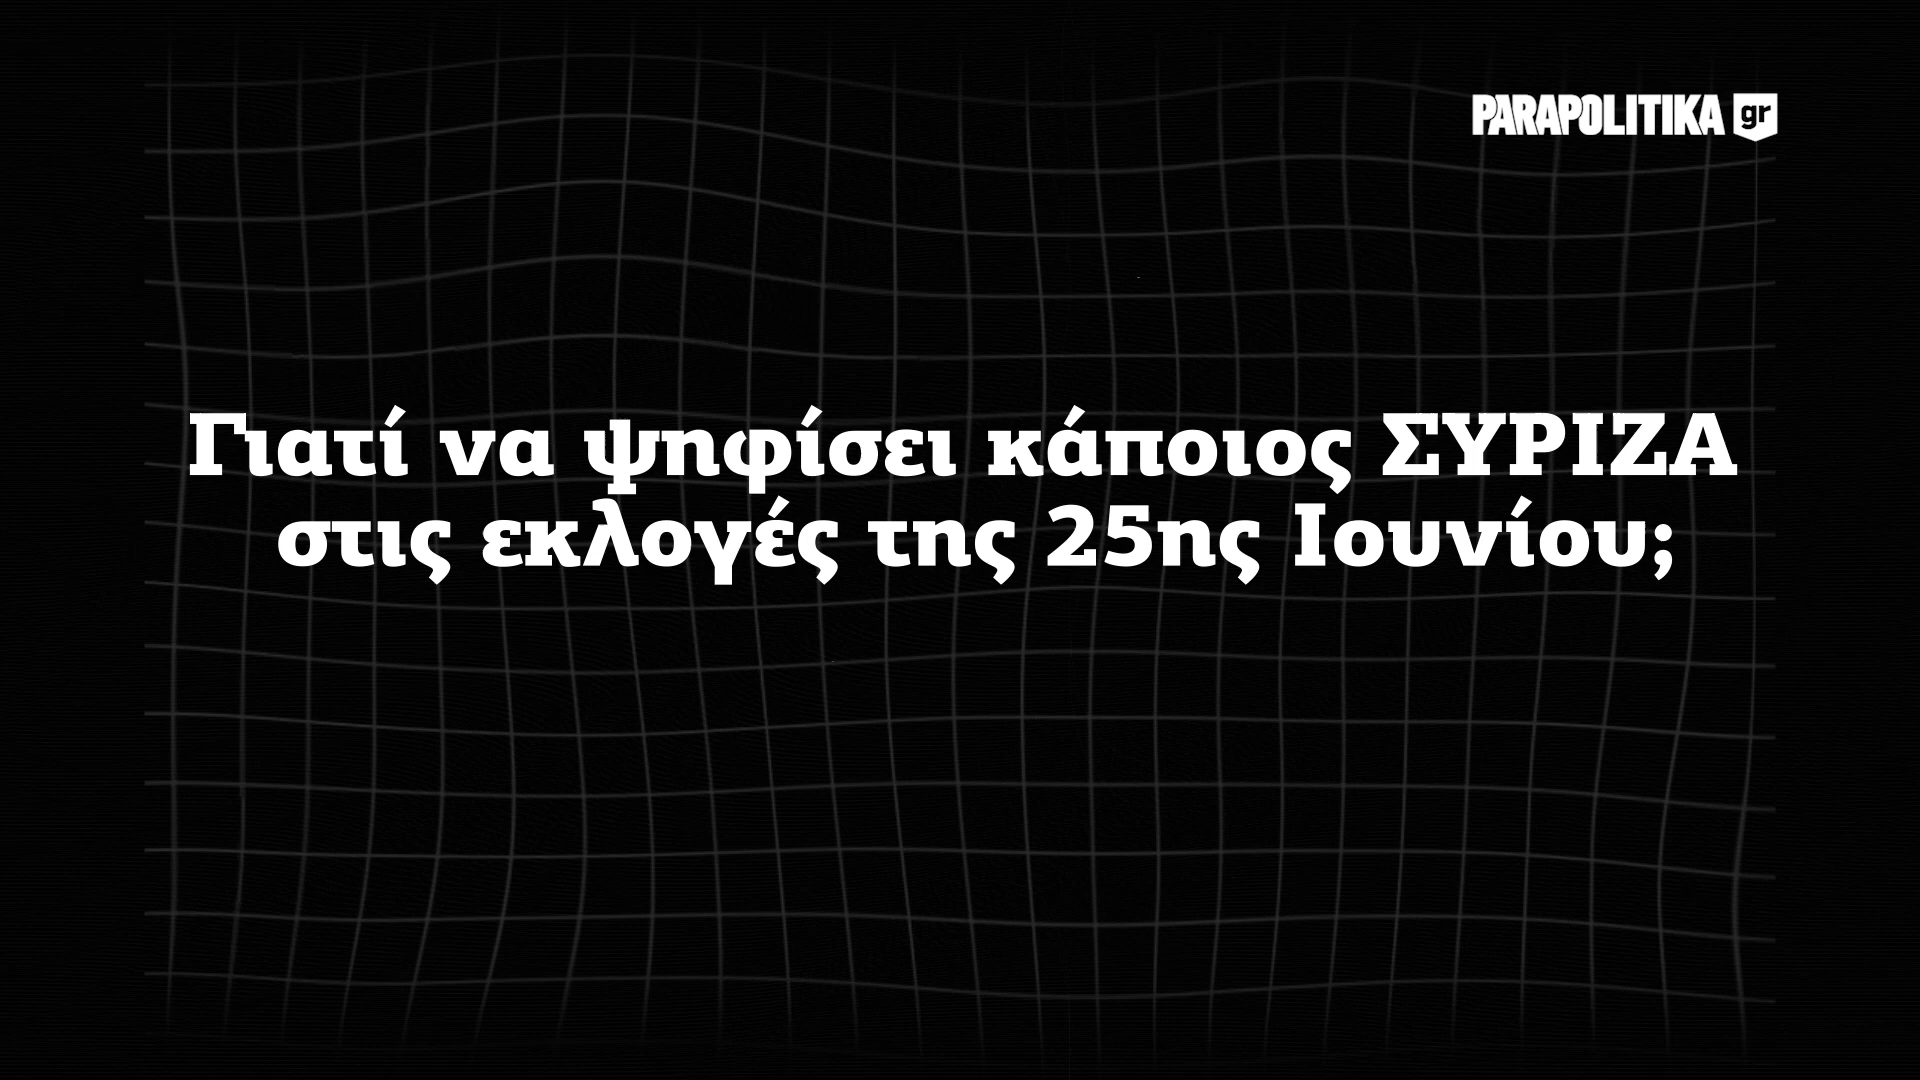 PARAPOLITIKA gr
Γιατί να ψηφίσει κάποιος ΣΥΡΙΖΑ
στις εκλογές της 25ης Ιουνίου;